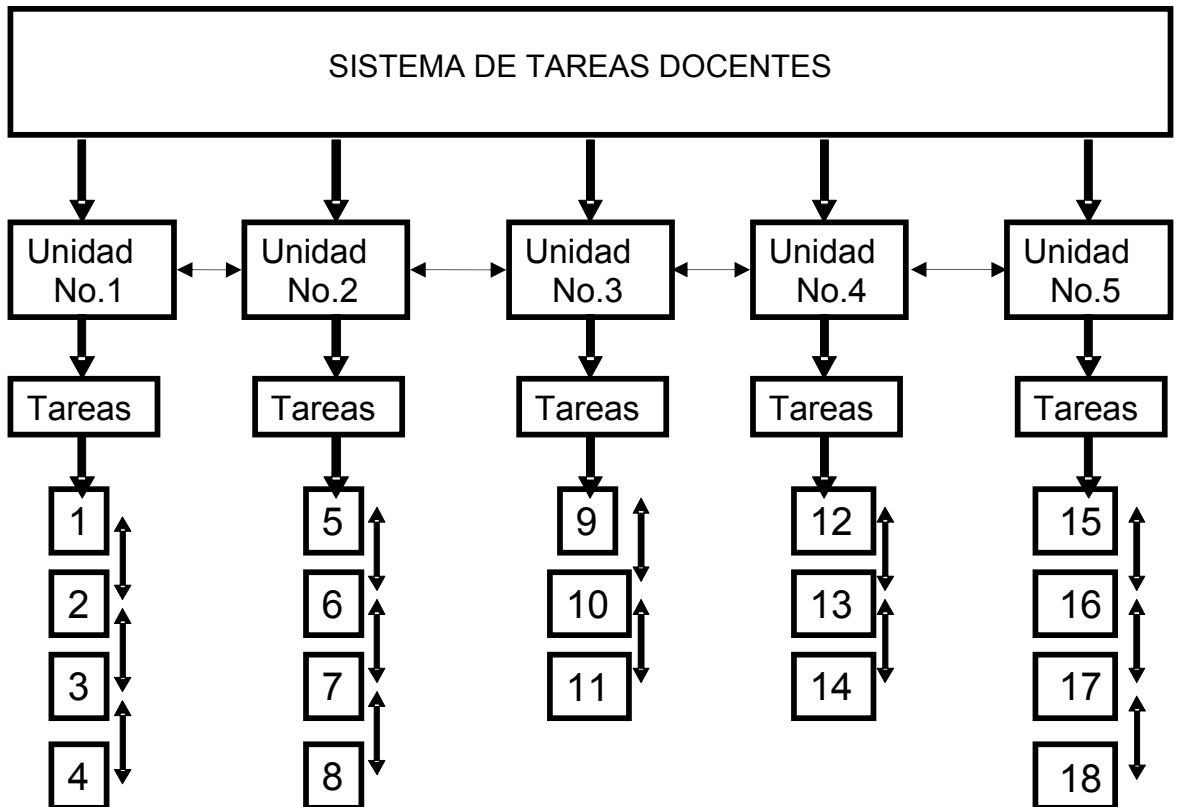 SISTEMA DE TAREAS DOCENTES
Unidad
No.1
Unidad
No.2
Unidad
No.3
Unidad
No.4
Unidad
No.5
Tareas
Tareas
Tareas
Tareas
Tareas
1
2
3
4
5
6
7
8
9
10
11
12
13
14
15
16
17
18